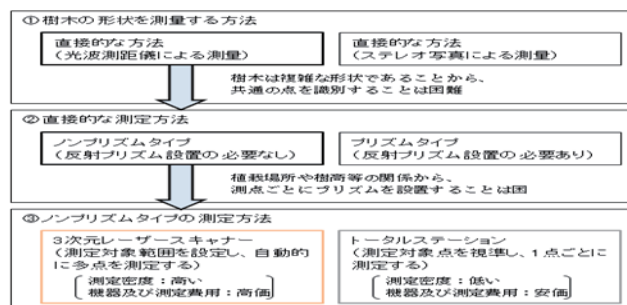 ①樹木の形状を測量する方法
直接的な方法
（光波測距儀による測量）
直接的な方法
（ステレオ写真による測量）
樹木は複雑な形状であることから、
共通の点を識別することは困難
②直接的な測定方法
ノンプリズムタイプ
（反射プリズム設置の必要なし）
プリズムタイプ
（反射プリズム設置の必要あり）
植栽場所や樹高等の関係から、
測点ごとにプリズムを設置することは困
③ノンプリズムタイプの測定方法
3次元レーザースキャナー
（測定対象範囲を設定し、自動的
に多点を測定する）
測定密度：高い
機器及び測定費用：高価
トータルステーション
（測定対象点を視準し、1点ごとに
測定する）
測定密度：低い
機器及び測定費用：安価